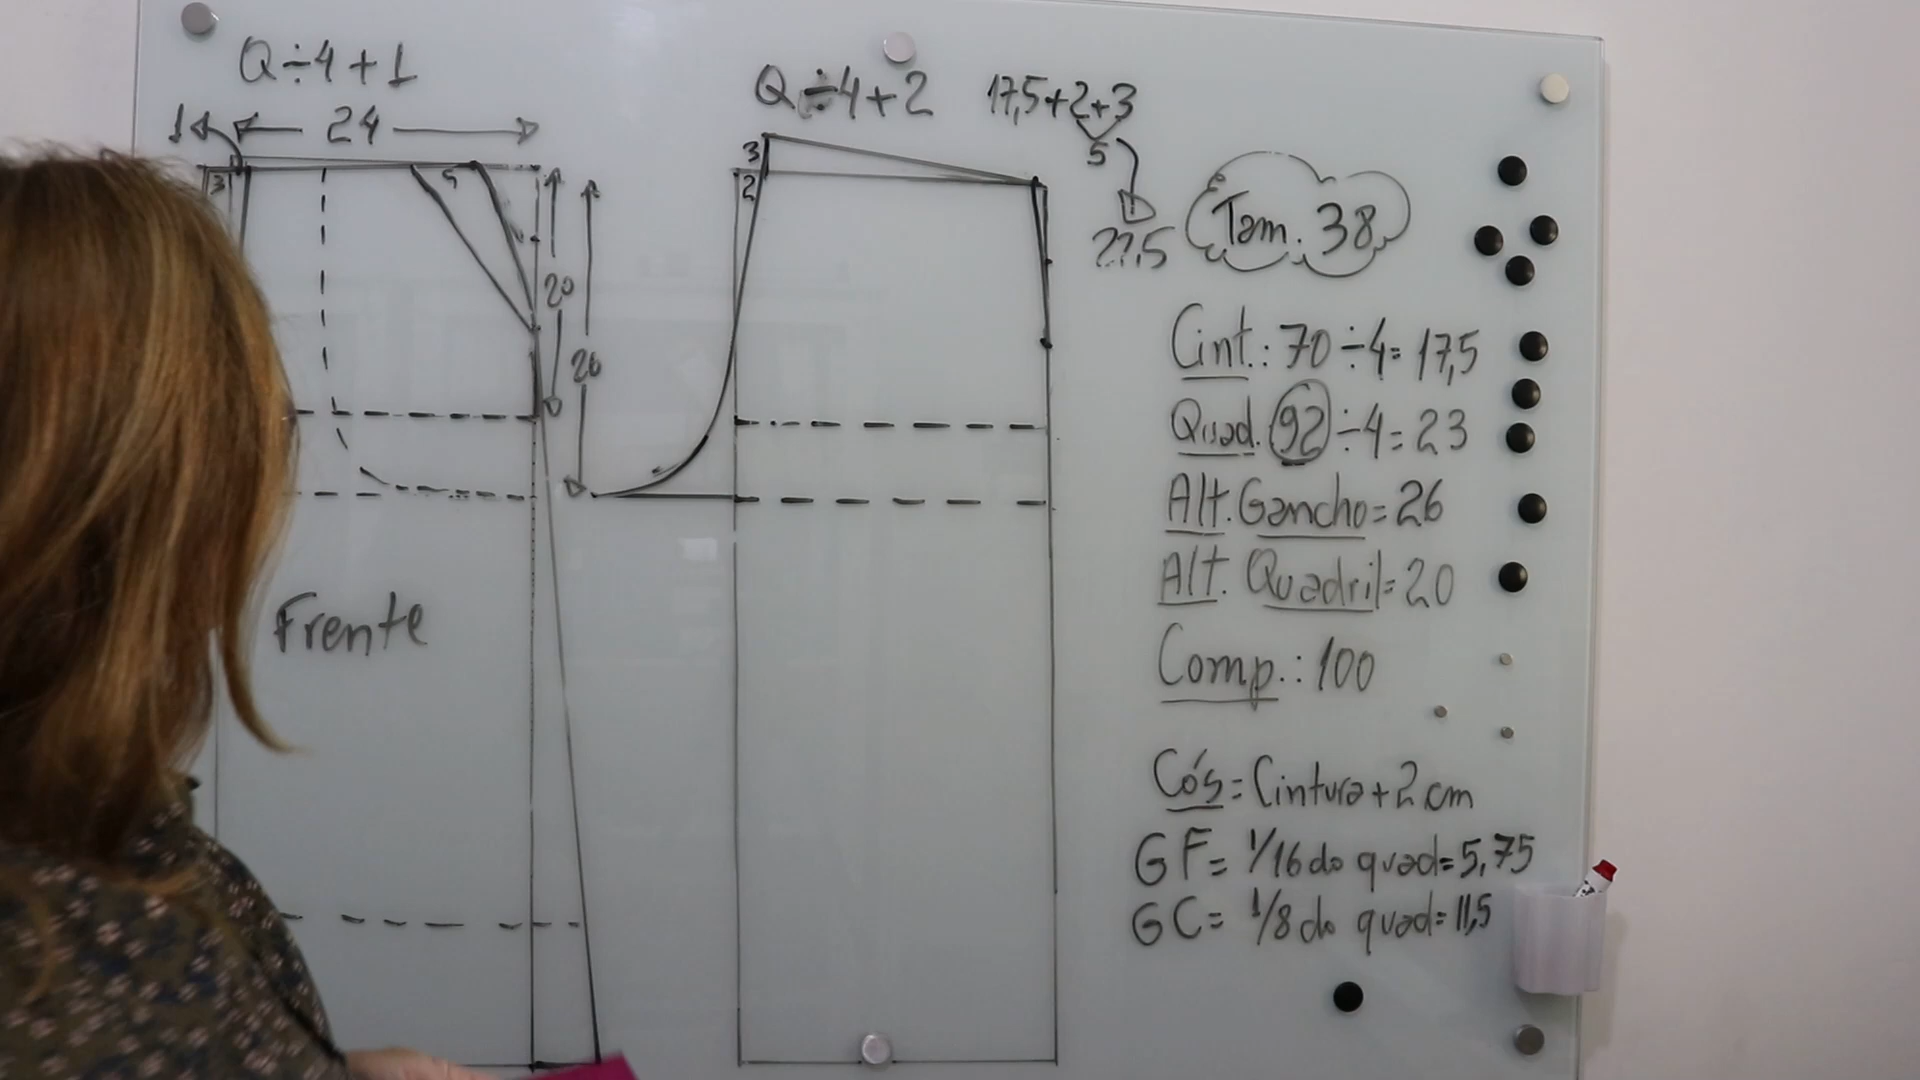 Q÷4+1
1
24
3
5
20
26
Frente
Q÷4+2
3
2
17,5+2+3
5
22,5
Tam. 38
Cint.: 70÷4=17,5
Quad. 92÷4=23
Alt. Gancho=26
Alt. Quadril=20
Comp.: 100
Cós=Cintura+2cm
GF= 1/16 do quad=5,75
GC= 1/8 do quad=11,5